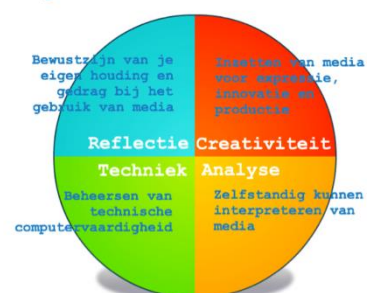 Bewustzijn van je
eigen houding en
gedrag bij het
gebruik van media
Inzetten van media
voor expressie,
innovatie en
productie
Reflectie
Creativiteit
Techniek
Analyse
Beheersen van
technische
computervaardigheid
Zelfstandig kunnen
interpreteren van
media